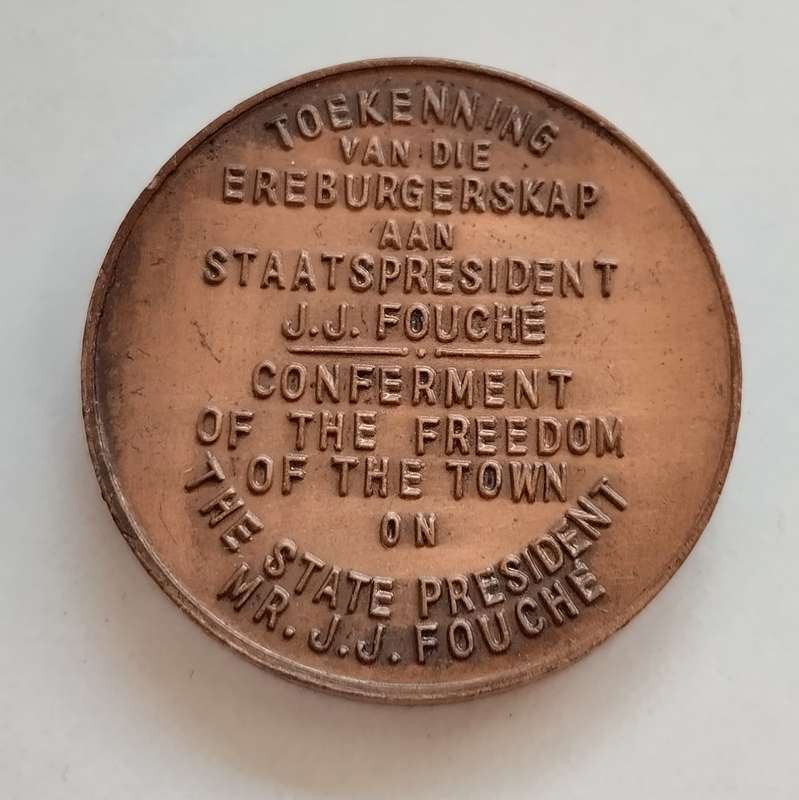 TOEKENNING
VAN DIE
EREBURGERSKAP
AAN
STAATSPRESIDENT
J.J. FOUCHÉ
CONFERMENT
OF THE FREEDOM
OF THE TOWN
ON
THE STATE PRESIDENT
MR. J.J. FOUCHÉ